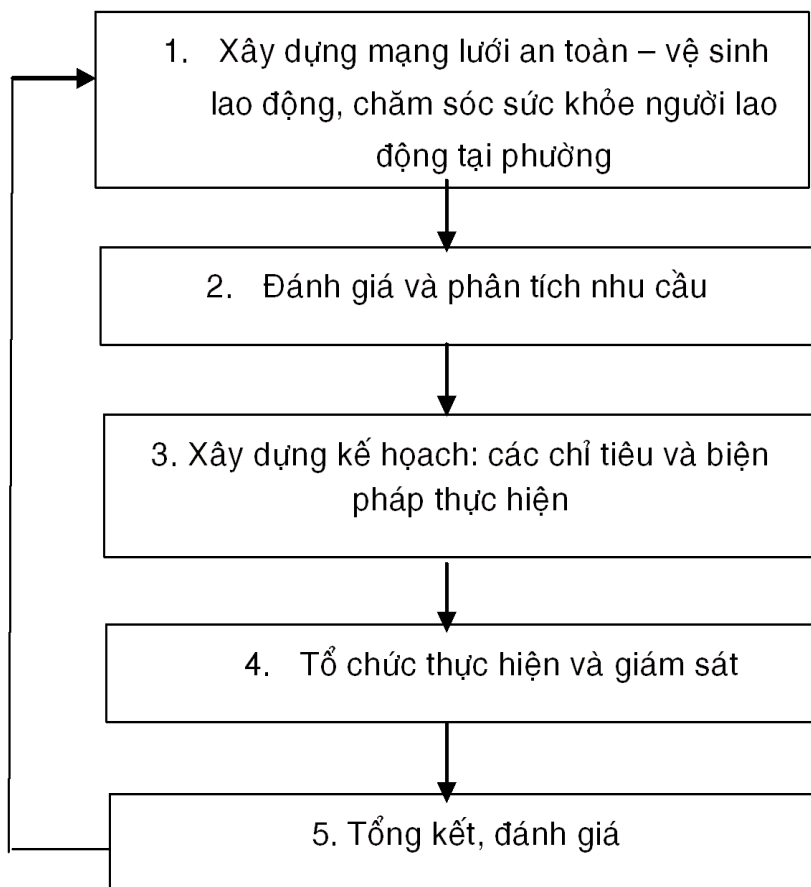 1. Xây dựng mạng lưới an toàn – vệ sinh
lao động, chăm sóc sức khỏe người lao
động tại phường
2. Đánh giá và phân tích nhu cầu
3. Xây dựng kế họach: các chỉ tiêu và biện
pháp thực hiện
4. Tổ chức thực hiện và giám sát
5. Tổng kết, đánh giá